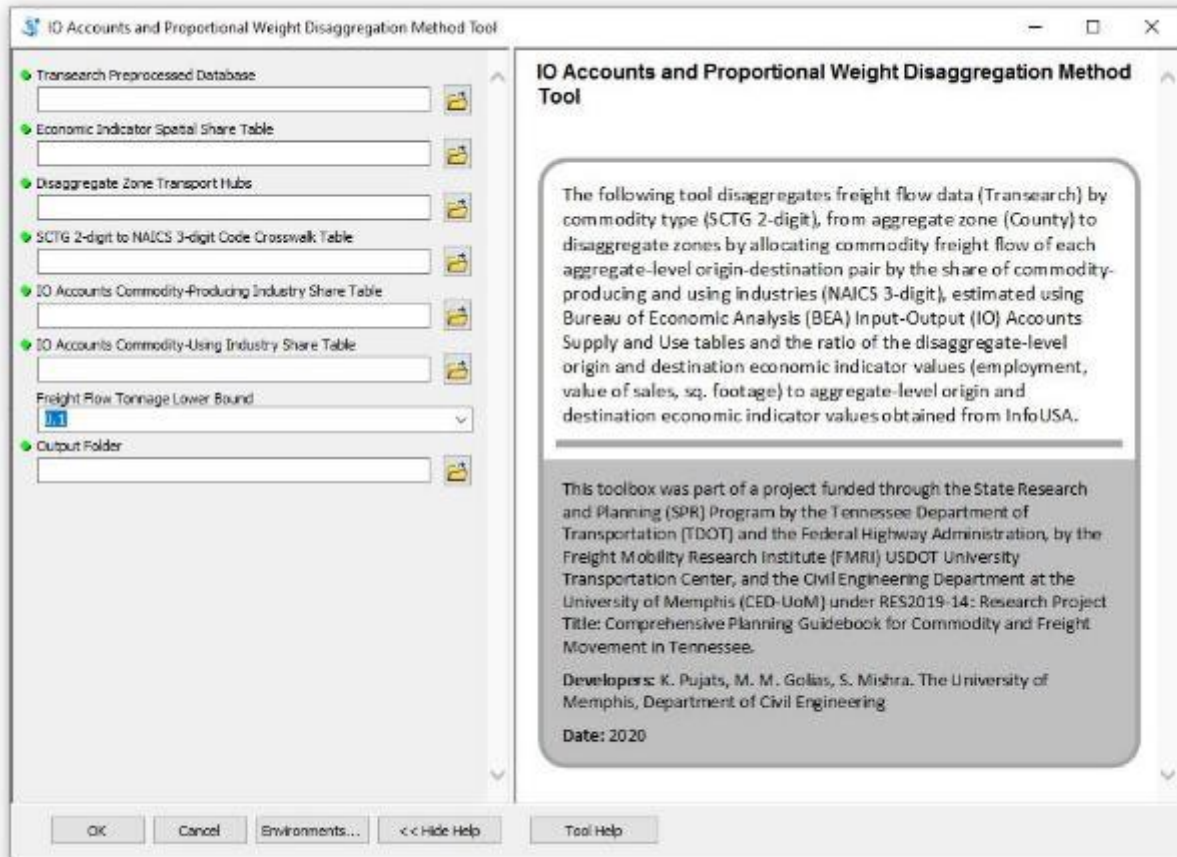 IO Accounts and Proportional Weight Disaggregation Method Tool
Transearch Preprocessed Database
Economic Indicator Spatial Share Table
Disaggregate Zone Transport Hubs
SCTG 2-digit to NAICS 3-digit Code Crosswalk Table
IO Accounts Commodity-Producing Industry Share Table
IO Accounts Commodity-Using Industry Share Table
Freight Flow Tonnage Lower Bound
0.1
Output Folder
IO Accounts and Proportional Weight Disaggregation Method
Tool
The following tool disaggregates freight flow data (Transearch) by
commodity type (SCTG 2-digit), from aggregate zone (County) to
disaggregate zones by allocating commodity freight flow of each
aggregate-level origin-destination pair by the share of commodity-
producing and using industries (NAICS 3-digit), estimated using
Bureau of Economic Analysis (BEA) Input-Output (IO) Accounts
Supply and Use tables and the ratio of the disaggregate-level
origin and destination economic indicator values (employment,
value of sales, sq. footage) to aggregate-level origin and
destination economic indicator values obtained from InfoUSA.
This toolbox was part of a project funded through the State Research
and Planning (SPR) Program by the Tennessee Department of
Transportation (TDOT) and the Federal Highway Administration, by the
Freight Mobility Research Institute (FMRI) USDOT University
Transportation Center, and the Civil Engineering Department at the
University of Memphis (CED-UoM) under RES2019-14: Research Project
Title: Comprehensive Planning Guidebook for Commodity and Freight
Movement in Tennessee.
Developers: K. Pujats, M. M. Golias, S. Mishra. The University of
Memphis, Department of Civil Engineering
Date: 2020
OK
Cancel
Environments...
<< Hide Help
Tool Help